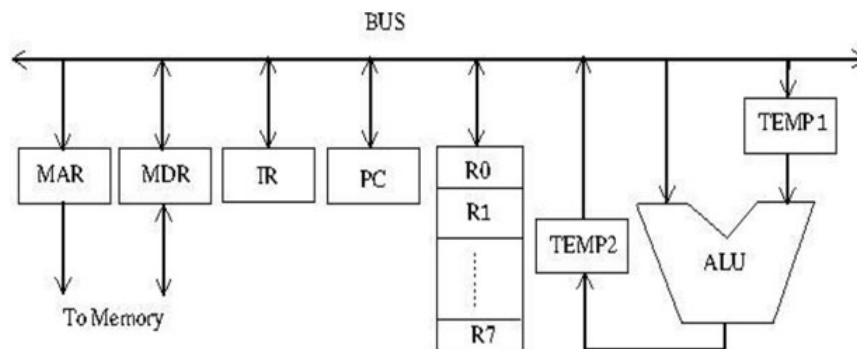 BUS
MAR
MDR
IR
PC
R0
R1
R7
TEMP2
TEMP1
ALU
To Memory